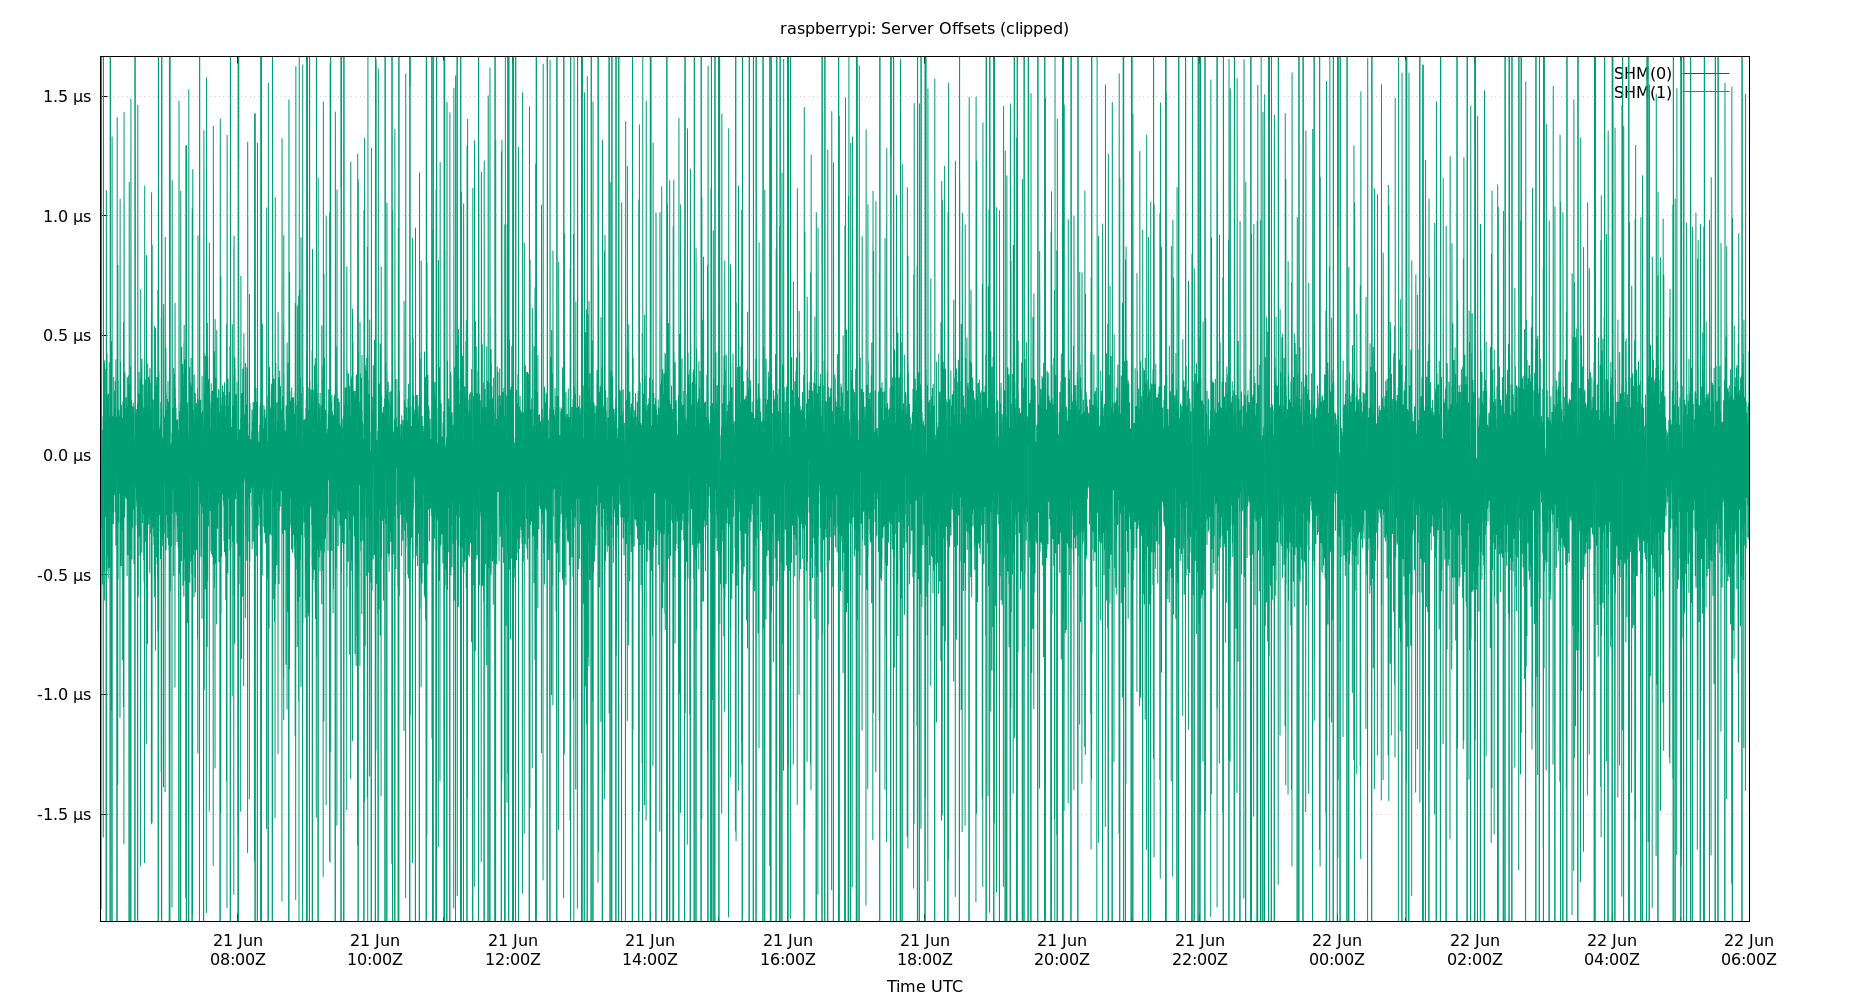 raspberrypi: Server Offsets (clipped)
SHM(0)
SHM(1)
1.5 µs
1.0 µs
0.5 µs
0.0 µs
-0.5 µs
-1.0 µs
-1.5 µs
21 Jun 21 Jun 21 Jun 21 Jun 21 Jun 21 Jun 21 Jun 21 Jun 22 Jun 22 Jun 22 Jun 22 Jun
08:00Z 10:00Z 12:00Z 14:00Z 16:00Z 18:00Z 20:00Z 22:00Z 00:00Z 02:00Z 04:00Z 06:00Z
Time UTC